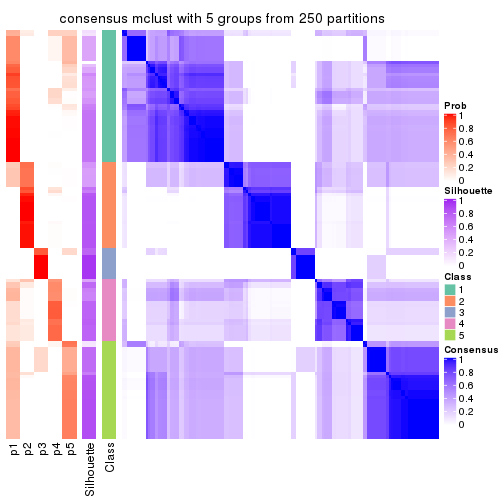 consensus mclust with 5 groups from 250 partitions
Prob
1
0.8
0.6
0.4
0.2
0
Silhouette
1
0.8
0.6
0.4
0.2
0
Class
1
2
3
4
5
Consensus
1
0.8
0.6
0.4
0.2
0
p1
p2
p3
p4
p5
Silhouette
Class